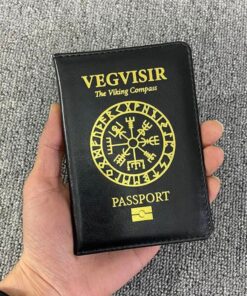 VEGVISIR
The Viking Compass
PASSPORT